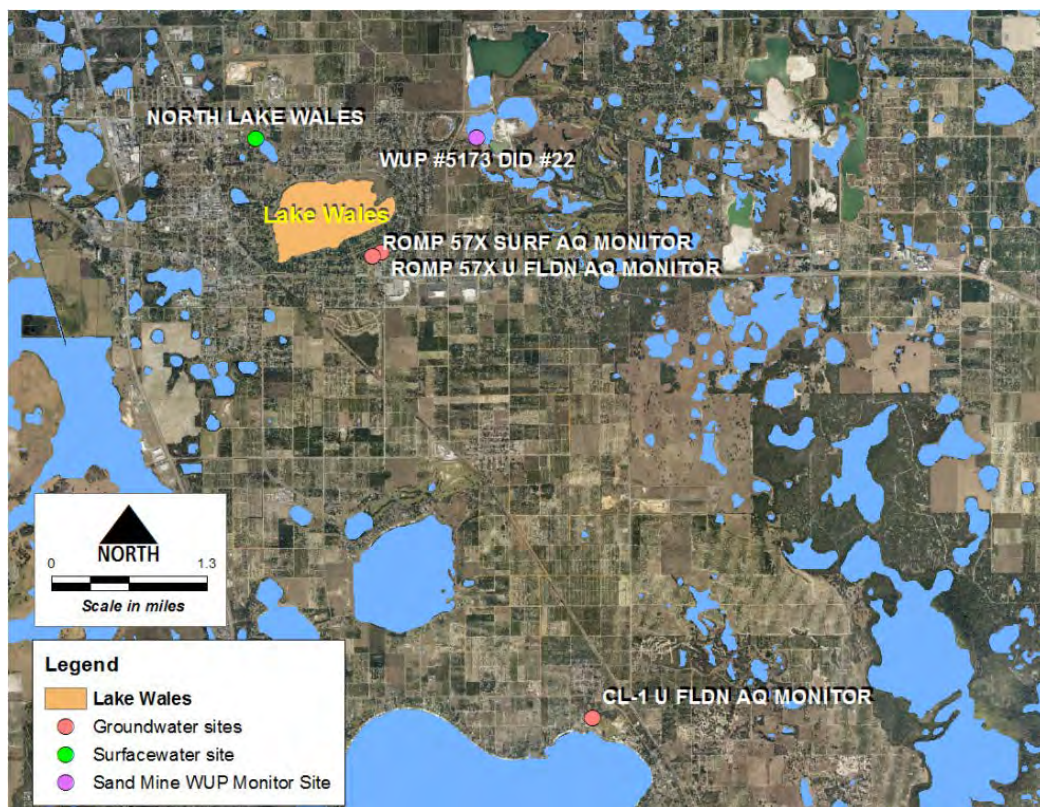 NORTH LAKE WALES
WUP #5173 DID #22
Lake Wales
ROMP 57X SURF AQ MONITOR
ROMP 57X U FLDN AQ MONITOR
NORTH
0 1.3
Scale in miles
Legend
Lake Wales
Groundwater sites
Surfacewater site
Sand Mine WUP Monitor Site
CL-1 U FLDN AQ MONITOR